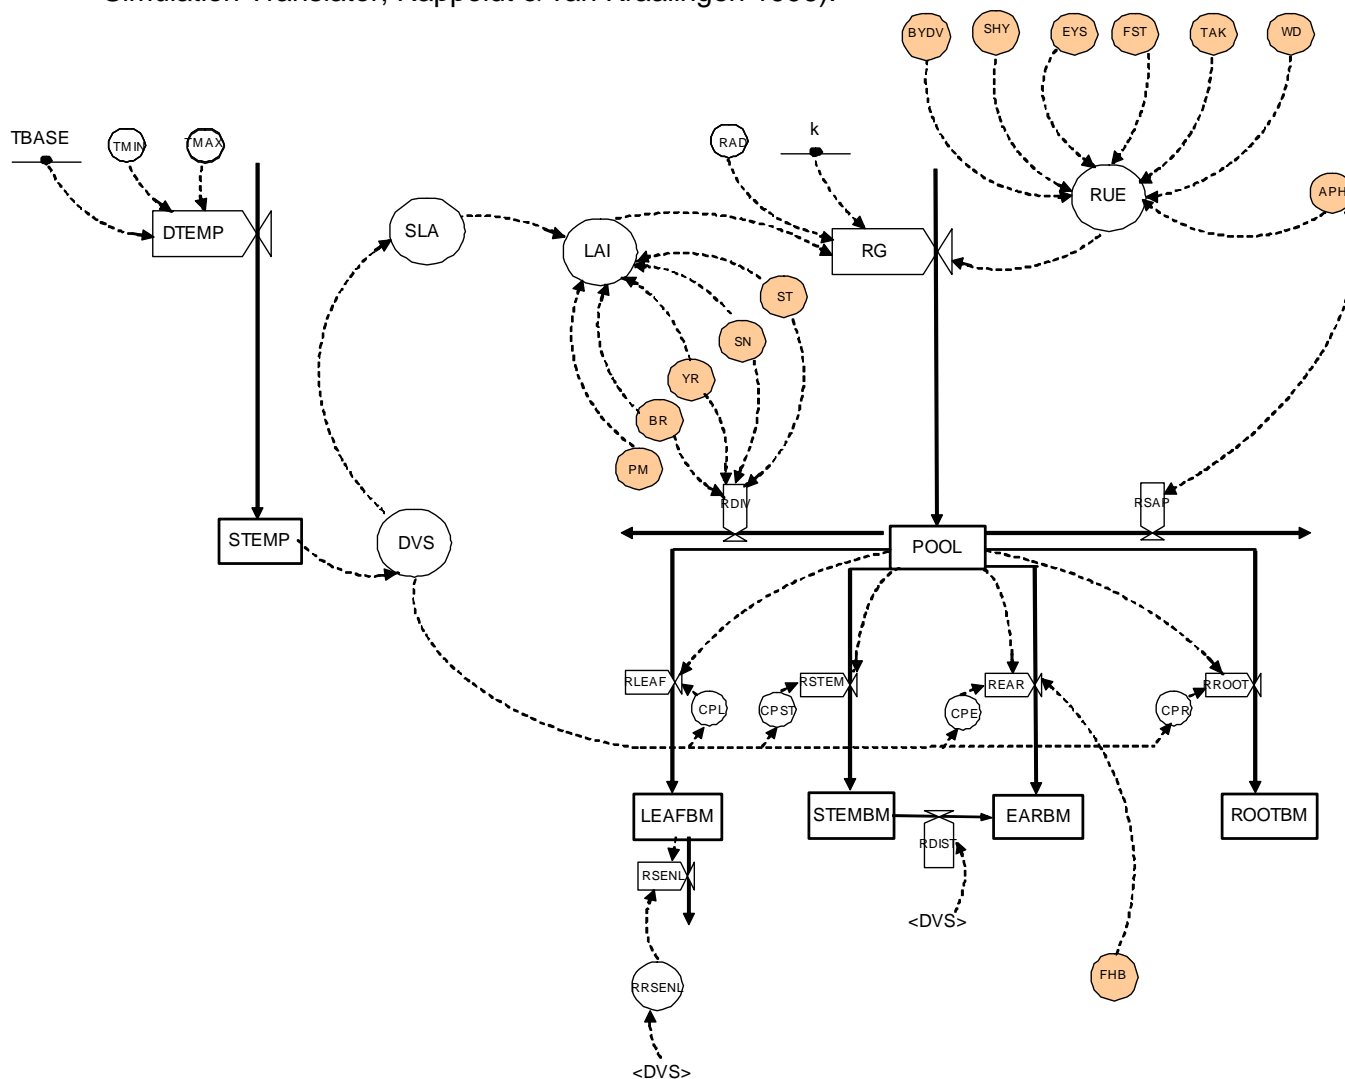 Simulation Translator, Rappoldt & van Kraalingen 1996).
BYDV
SHY
EYS
FST
TAK
WD
TBASE
TMIN
TMAX
RAD
k
APH
RUE
DTEMP
SLA
LAI
RG
ST
SN
YR
BR
PM
RDIV
RSAP
STEMP
DVS
POOL
RLEAF
CPL
CPST
RSTEM
CPE
REAR
CPR
RROOT
LEAFBM
STEMBM
EARBM
ROOTBM
RDIST
RSENL
<DVS>
RRSENL
FHB
<DVS>